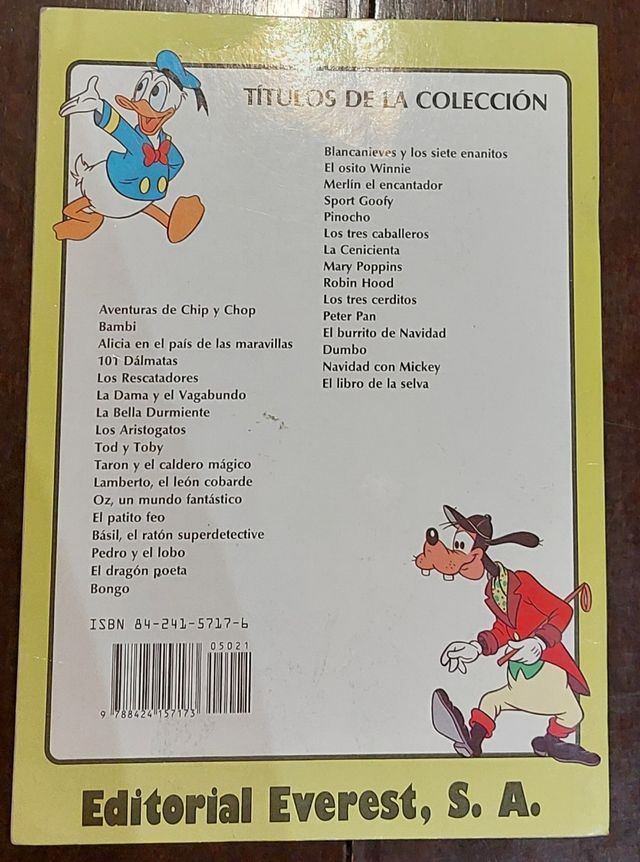 TÍTULOS DE LA COLECCIÓN
Aventuras de Chip y Chop
Bambi
Alicia en el país de las maravillas
101 Dálmatas
Los Rescatadores
La Dama y el Vagabundo
La Bella Durmiente
Los Aristogatos
Tod y Toby
Taron y el caldero mágico
Lamberto, el león cobarde
Oz, un mundo fantástico
El patito feo
Básil, el ratón superdetective
Pedro y el lobo
El dragón poeta
Bongo
Blancanieves y los siete enanitos
El osito Winnie
Merlín el encantador
Sport Goofy
Pinocho
Los tres caballeros
La Cenicienta
Mary Poppins
Robin Hood
Los tres cerditos
Peter Pan
El burrito de Navidad
Dumbo
Navidad con Mickey
El libro de la selva
ISBN 84-241-5717-6
05021
9 788424 157173
Editorial Everest, S. A.